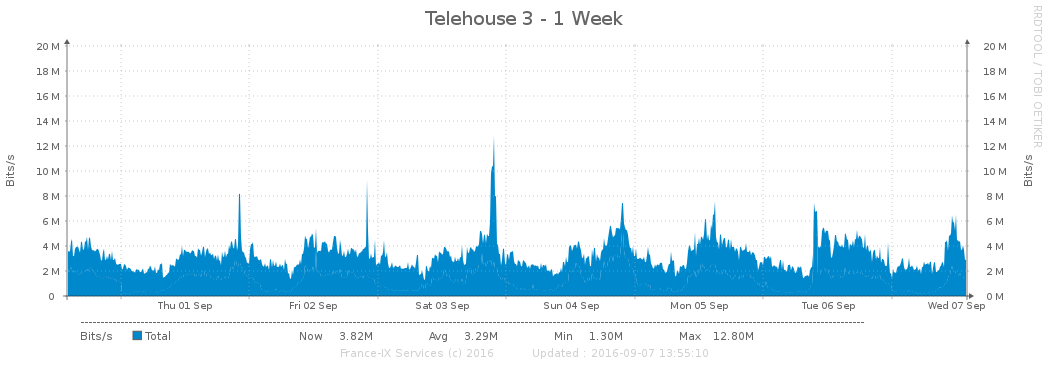 Telehouse 3 - 1 Week
RRDTOOL / TOBI OETIKER
Bits/s
Bits/s
20 M 20 M
18 M 18 M
16 M 16 M
14 M 14 M
12 M 12 M
10 M 10 M
8 M 8 M
6 M 6 M
4 M 4 M
2 M 2 M
0 0 M
Thu 01 Sep Fri 02 Sep Sat 03 Sep Sun 04 Sep Mon 05 Sep Tue 06 Sep Wed 07 Sep
Bits/s Total Now 3.82M Avg 3.29M Min 1.30M Max 12.80M
France-IX Services (c) 2016 Updated : 2016-09-07 13:55:10